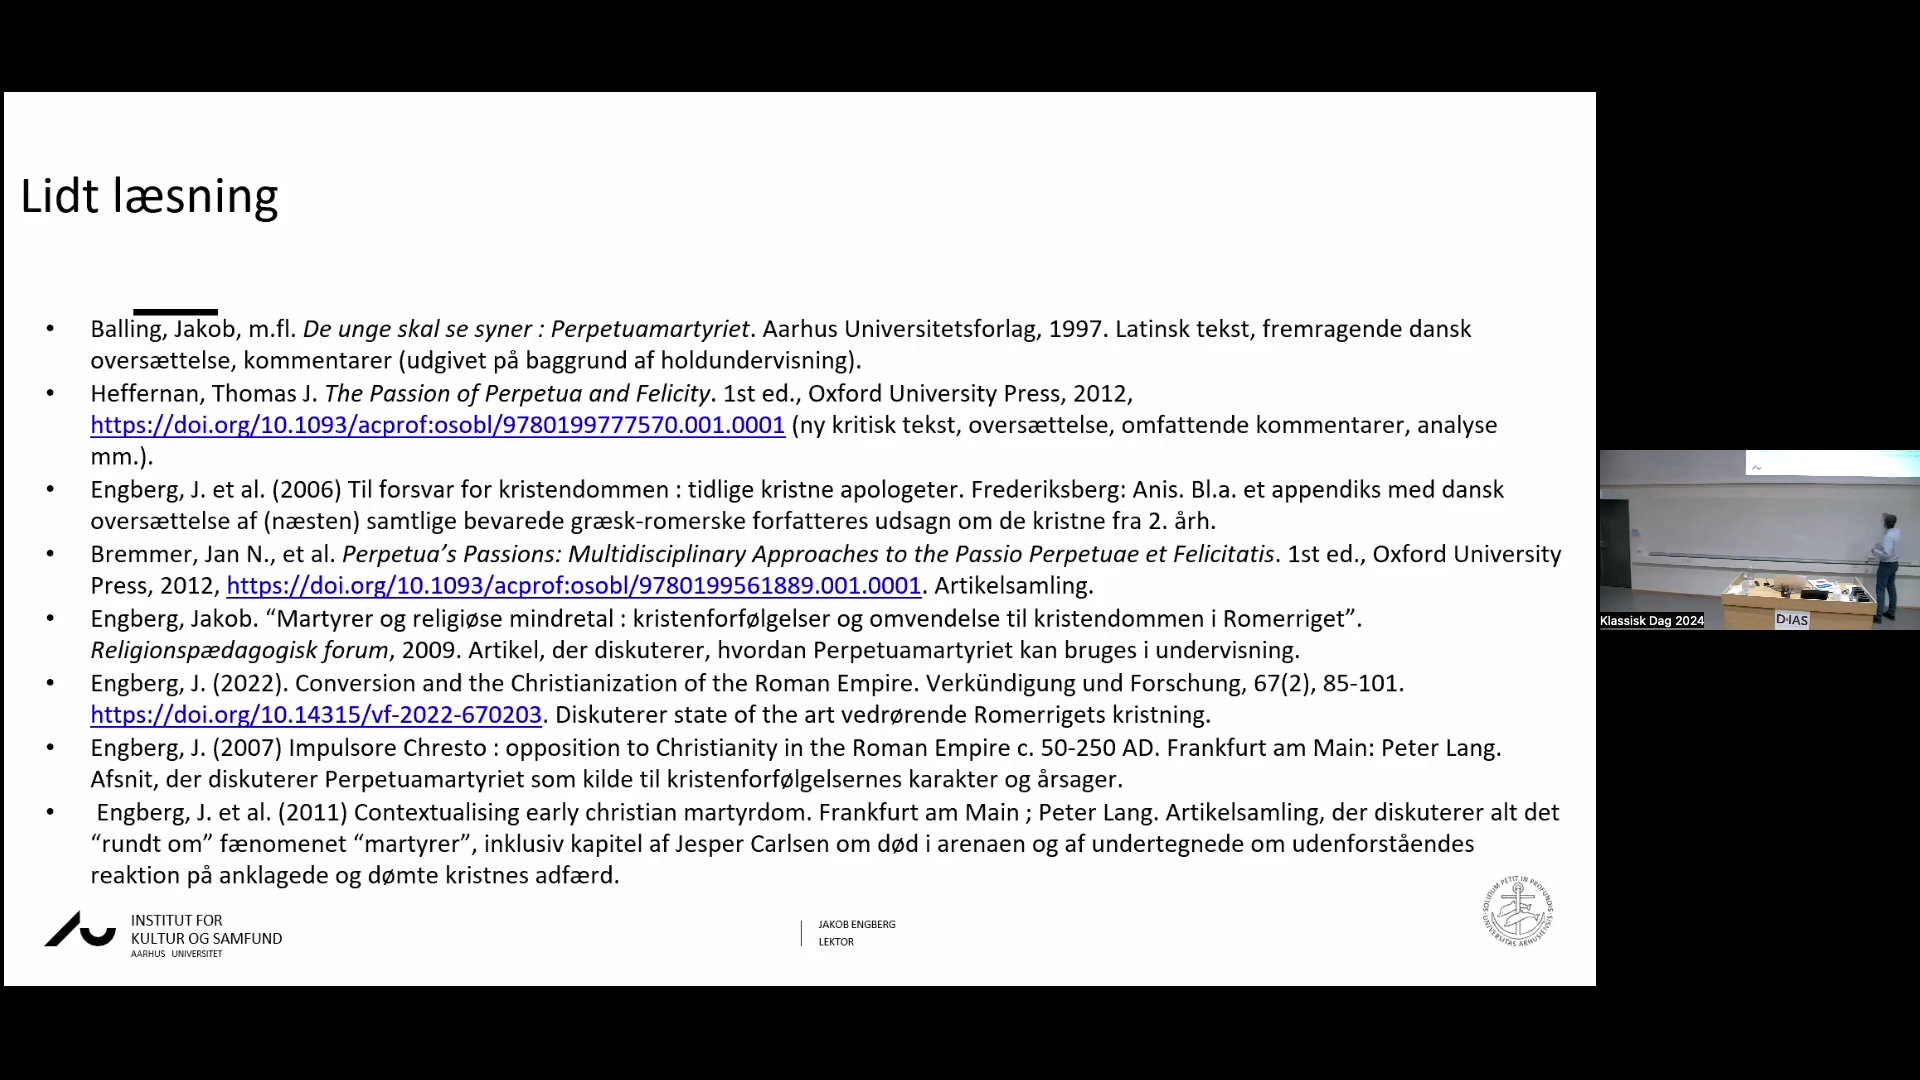 Lidt læsning
• Balling, Jakob, m.fl. De unge skal se syner : Perpetuamartyriet. Aarhus Universitetsforlag, 1997. Latinsk tekst, fremragende dansk
oversættelse, kommentarer (udgivet på baggrund af holdundervisning).
• Heffernan, Thomas J. The Passion of Perpetua and Felicity. 1st ed., Oxford University Press, 2012,
https://doi.org/10.1093/acprof:osobl/9780199777570.001.0001 (ny kritisk tekst, oversættelse, omfattende kommentarer, analyse
mm.).
• Engberg, J. et al. (2006) Til forsvar for kristendommen : tidlige kristne apologeter. Frederiksberg: Anis. Bl.a. et appendiks med dansk
oversættelse af (næsten) samtlige bevarede græsk-romerske forfatteres udsagn om de kristne fra 2. årh.
• Bremmer, Jan N., et al. Perpetua’s Passions: Multidisciplinary Approaches to the Passio Perpetuae et Felicitatis. 1st ed., Oxford University
Press, 2012, https://doi.org/10.1093/acprof:osobl/9780199561889.001.0001. Artikelsamling.
• Engberg, Jakob. “Martyrer og religiøse mindretal : kristenforfølgelser og omvendelse til kristendommen i Romerriget”.
Religionspædagogisk forum, 2009. Artikel, der diskuterer, hvordan Perpetuamartyriet kan bruges i undervisning.
• Engberg, J. (2022). Conversion and the Christianization of the Roman Empire. Verkündigung und Forschung, 67(2), 85-101.
https://doi.org/10.14315/vf-2022-670203. Diskuterer state of the art vedrørende Romerrigets kristning.
• Engberg, J. (2007) Impulsore Chresto : opposition to Christianity in the Roman Empire c. 50-250 AD. Frankfurt am Main: Peter Lang.
Afsnit, der diskuterer Perpetuamartyriet som kilde til kristenforfølgelsernes karakter og årsager.
• Engberg, J. et al. (2011) Contextualising early christian martyrdom. Frankfurt am Main ; Peter Lang. Artikelsamling, der diskuterer alt det
“rundt om” fænomenet “martyrer”, inklusiv kapitel af Jesper Carlsen om død i arenaen og af undertegnede om udenforståendes
reaktion på anklagede og dømte kristnes adfærd.
INSTITUT FOR
KULTUR OG SAMFUND
AARHUS UNIVERSITET
JAKOB ENGBERG
LEKTOR
SOLIDUM PETIT IN PROFUNDIS
UNIVERSITAS ARHUSIENSIS
D·IAS
Klassisk Dag 2024